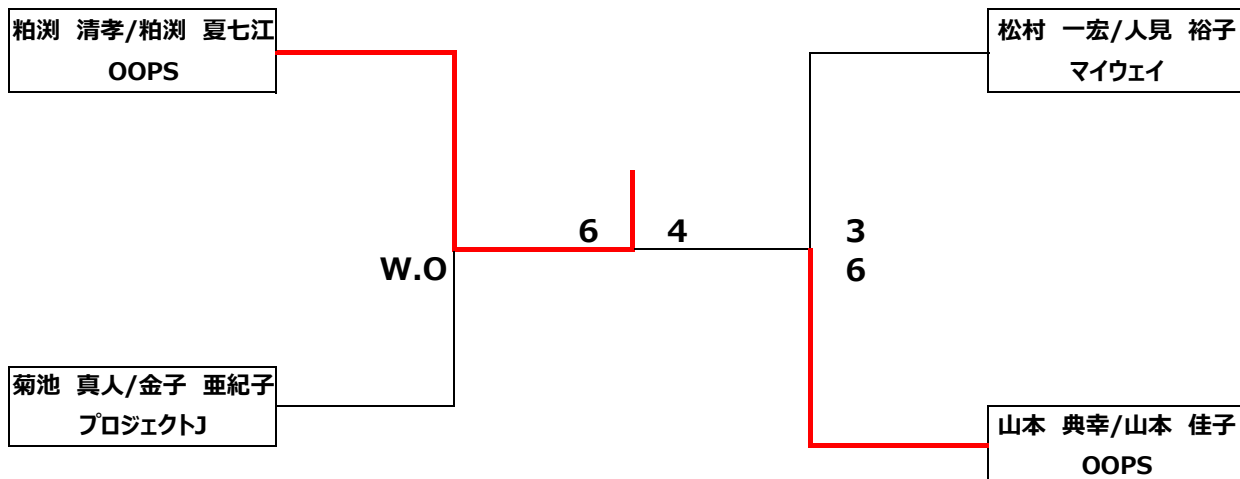 粕渕 清孝/粕渕 夏七江
OOPS
松村 一宏/人見 裕子
マイウェイ
6 4
3
W.O
6
菊池 真人/金子 亜紀子
プロジェクトJ
山本 典幸/山本 佳子
OOPS